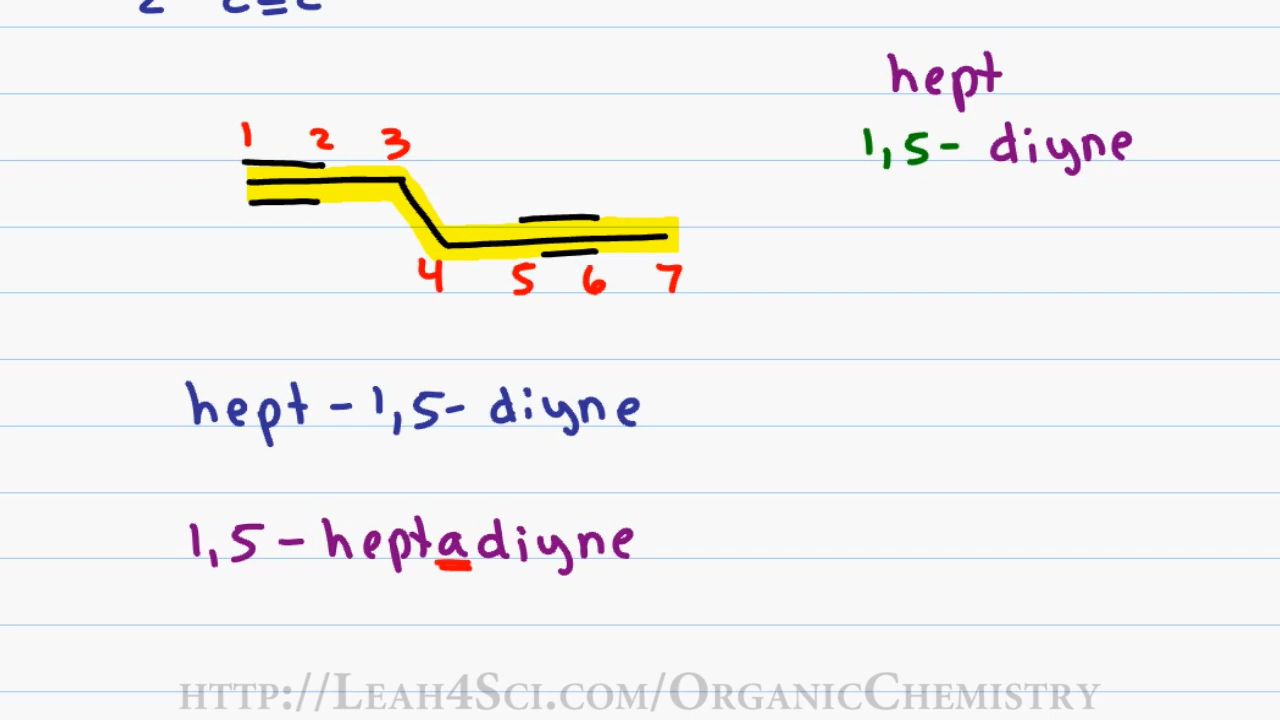 2 C≡C
hept
1,5- diyne
1 2 3
4 5 6 7
hept - 1,5- diyne
1,5 - heptadiyne
http://Leah4Sci.com/OrganicChemistry